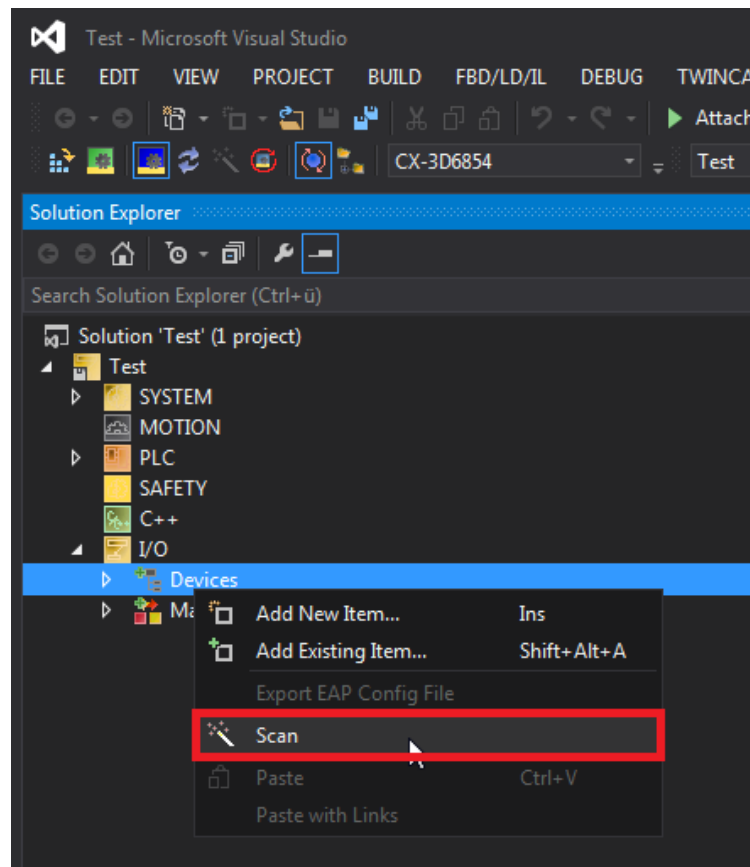 Test - Microsoft Visual Studio
FILE EDIT VIEW PROJECT BUILD FBD/LD/IL DEBUG TWINCA
Attach
CX-3D6854 Test
Solution Explorer
Search Solution Explorer (Ctrl+ü)
Solution 'Test' (1 project)
Test
SYSTEM
MOTION
PLC
SAFETY
C++
I/O
Devices
Ma
Add New Item... Ins
Add Existing Item... Shift+Alt+A
Export EAP Config File
Scan
Paste Ctrl+V
Paste with Links